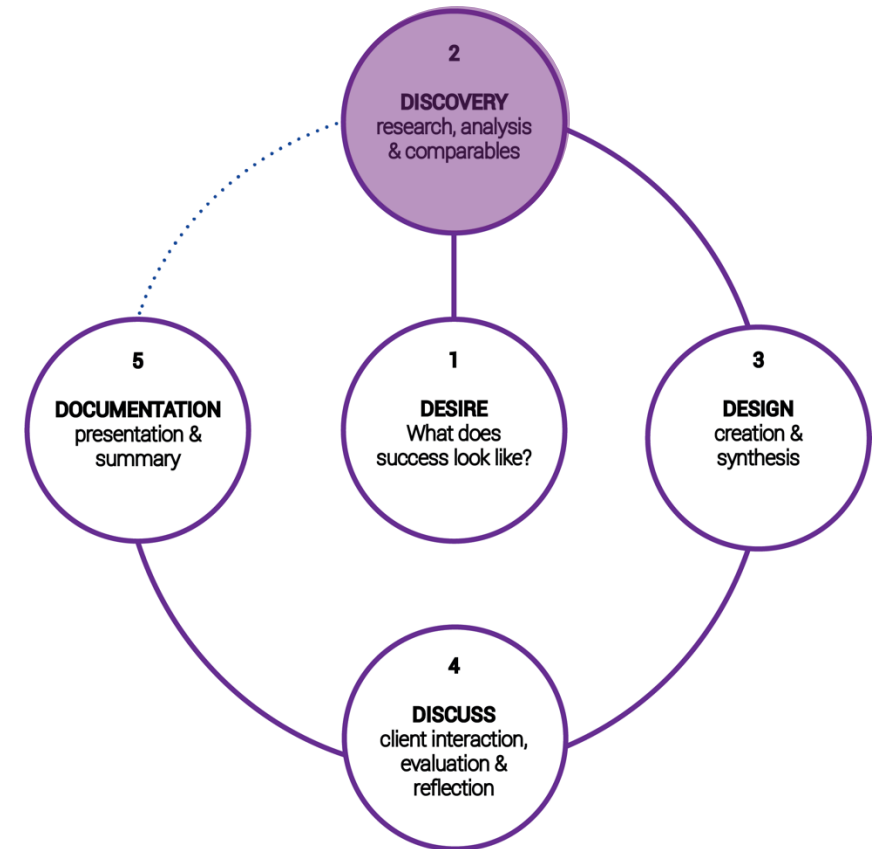 2
DISCOVERY
research, analysis
& comparables
5
DOCUMENTATION
presentation &
summary
1
DESIRE
What does
success look like?
3
DESIGN
creation &
synthesis
4
DISCUSS
client interaction,
evaluation &
reflection